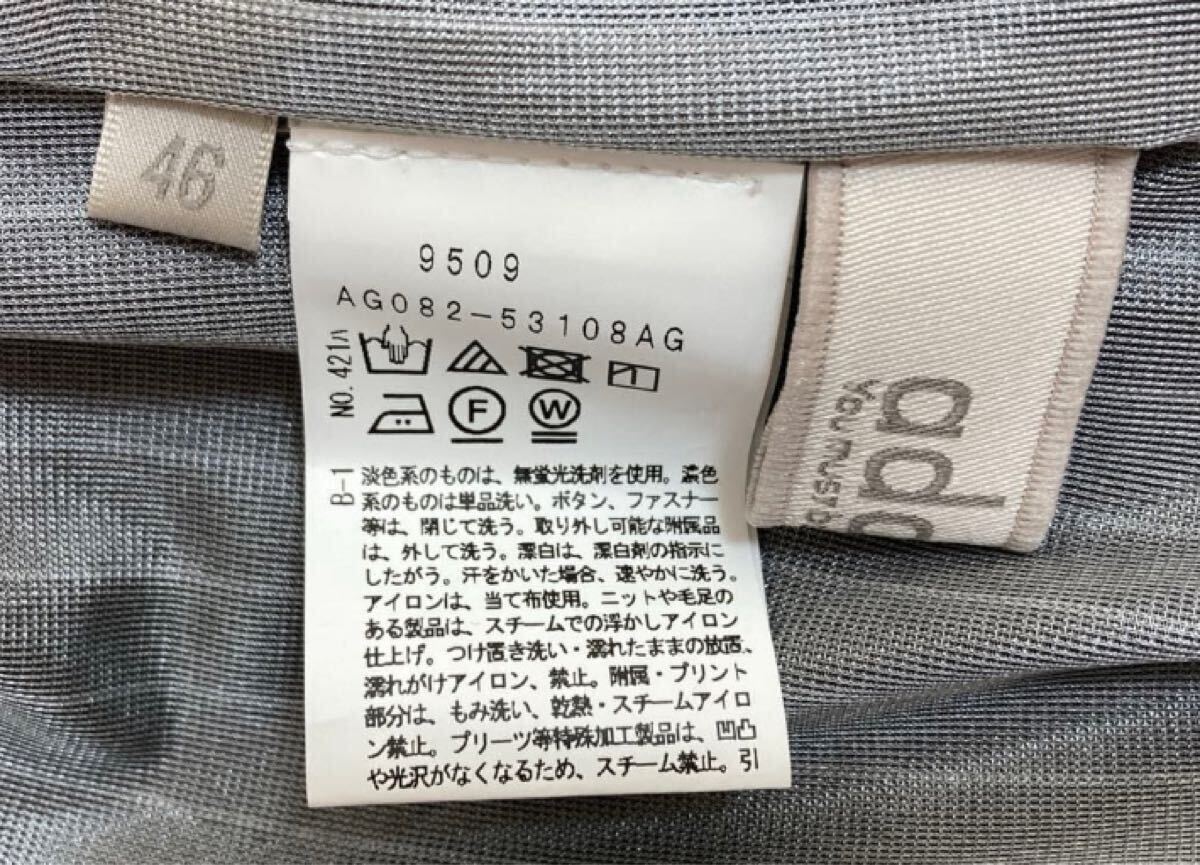 46
9509
AG082-53108AG
NO.421ハ
F
W
B-1
淡色系のものは、無蛍光洗剤を使用。濃色
系のものは単品洗い。ボタン、ファスナー
等は、閉じて洗う。取り外し可能な附属品
は、外して洗う。漂白は、漂白剤の指示に
したがう。汗をかいた場合、速やかに洗う。
アイロンは、当て布使用。ニットや毛足の
ある製品は、スチームでの浮かしアイロン
仕上げ。つけ置き洗い・濡れたままの放置、
濡れがけアイロン、禁止。附属・プリント
部分は、もみ洗い、乾熱・スチームアイロ
ン禁止。プリーツ等特殊加工製品は、凹凸
や光沢がなくなるため、スチーム禁止。引